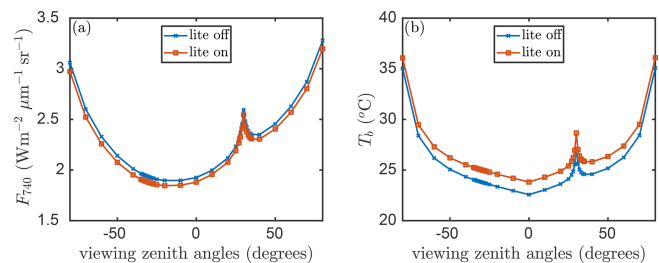 (a)
lite off
lite on
3.5
3
2.5
2
1.5
F740 (Wm−2 μm−1 sr−1)
-50
0
50
viewing zenith angles (degrees)
(b)
lite off
lite on
40
35
30
25
20
Tb (°C)
-50
0
50
viewing zenith angles (degrees)